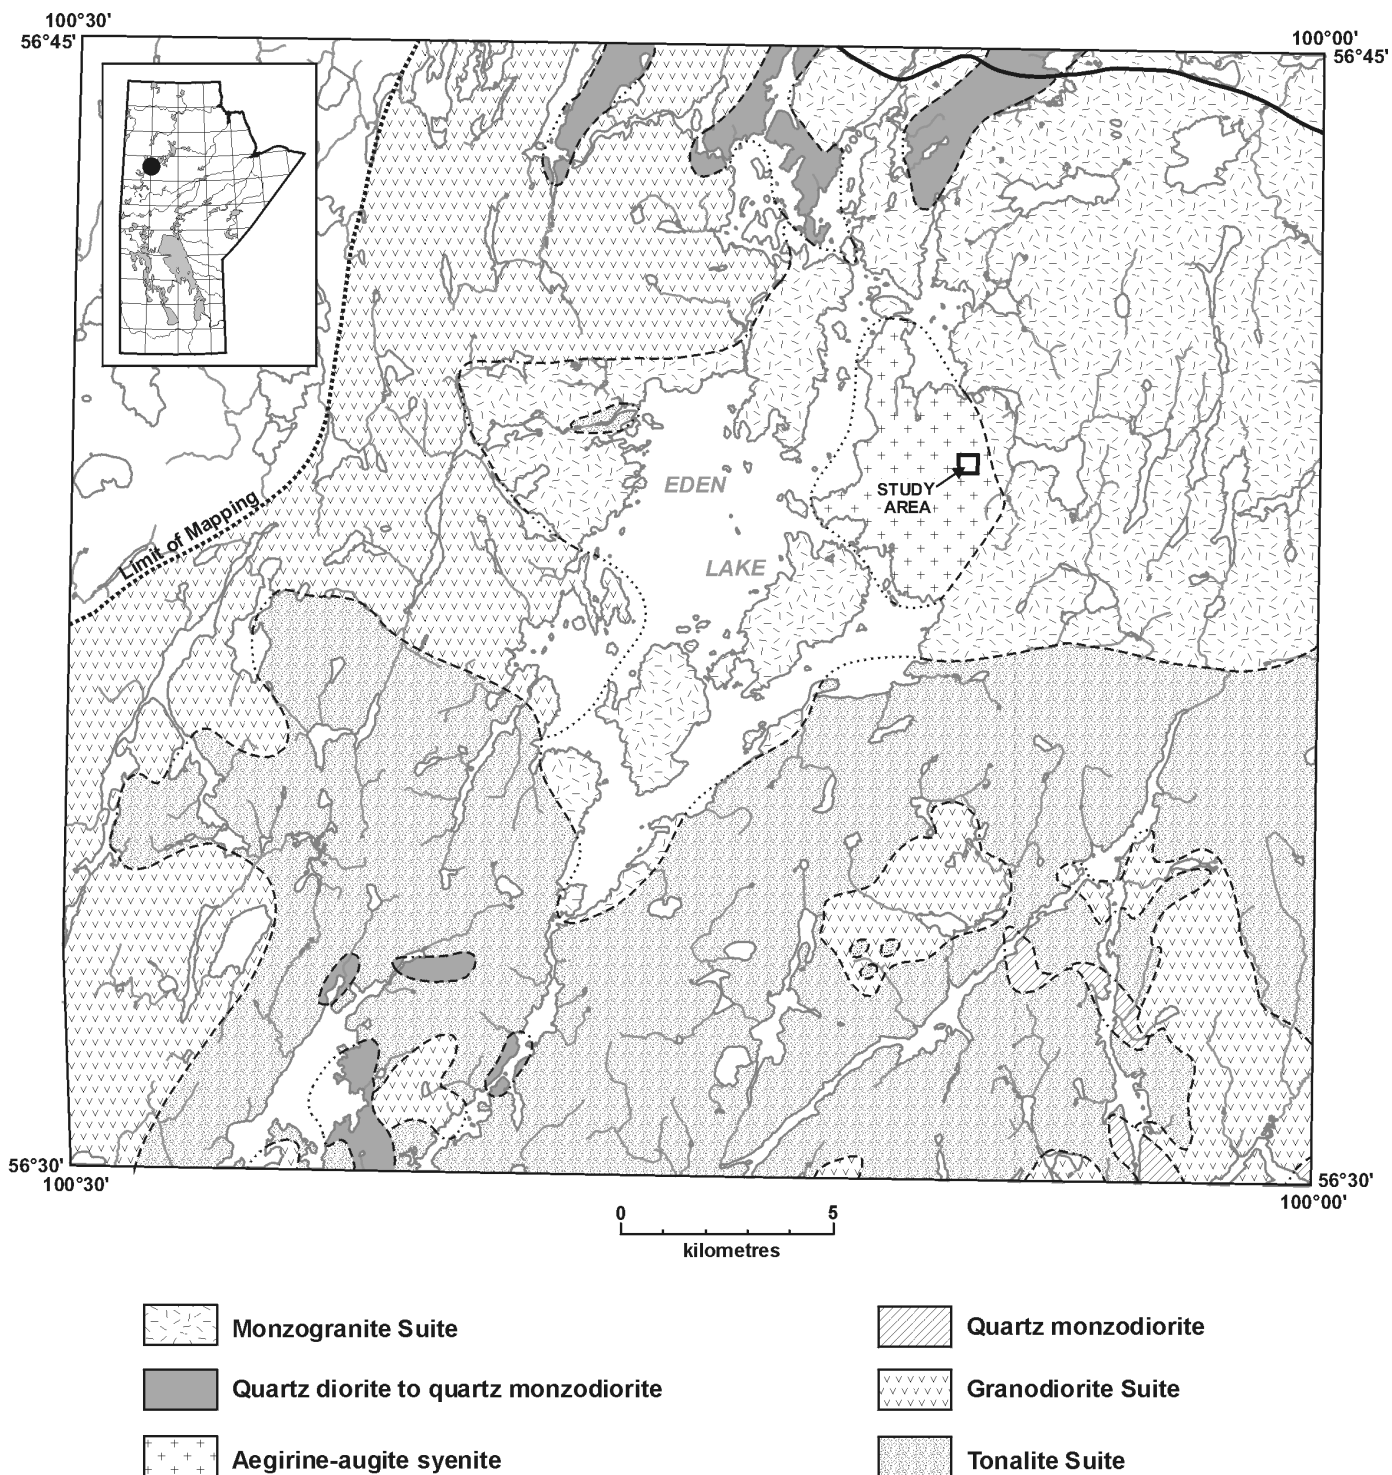 100°30'
56°45'
100°00'
56°45'
EDEN
STUDY
AREA
Limit of Mapping
LAKE
56°30'
100°30'
56°30'
100°00'
0 5
kilometres
Monzogranite Suite
Quartz monzodiorite
Quartz diorite to quartz monzodiorite
Granodiorite Suite
Aegirine-augite syenite
Tonalite Suite